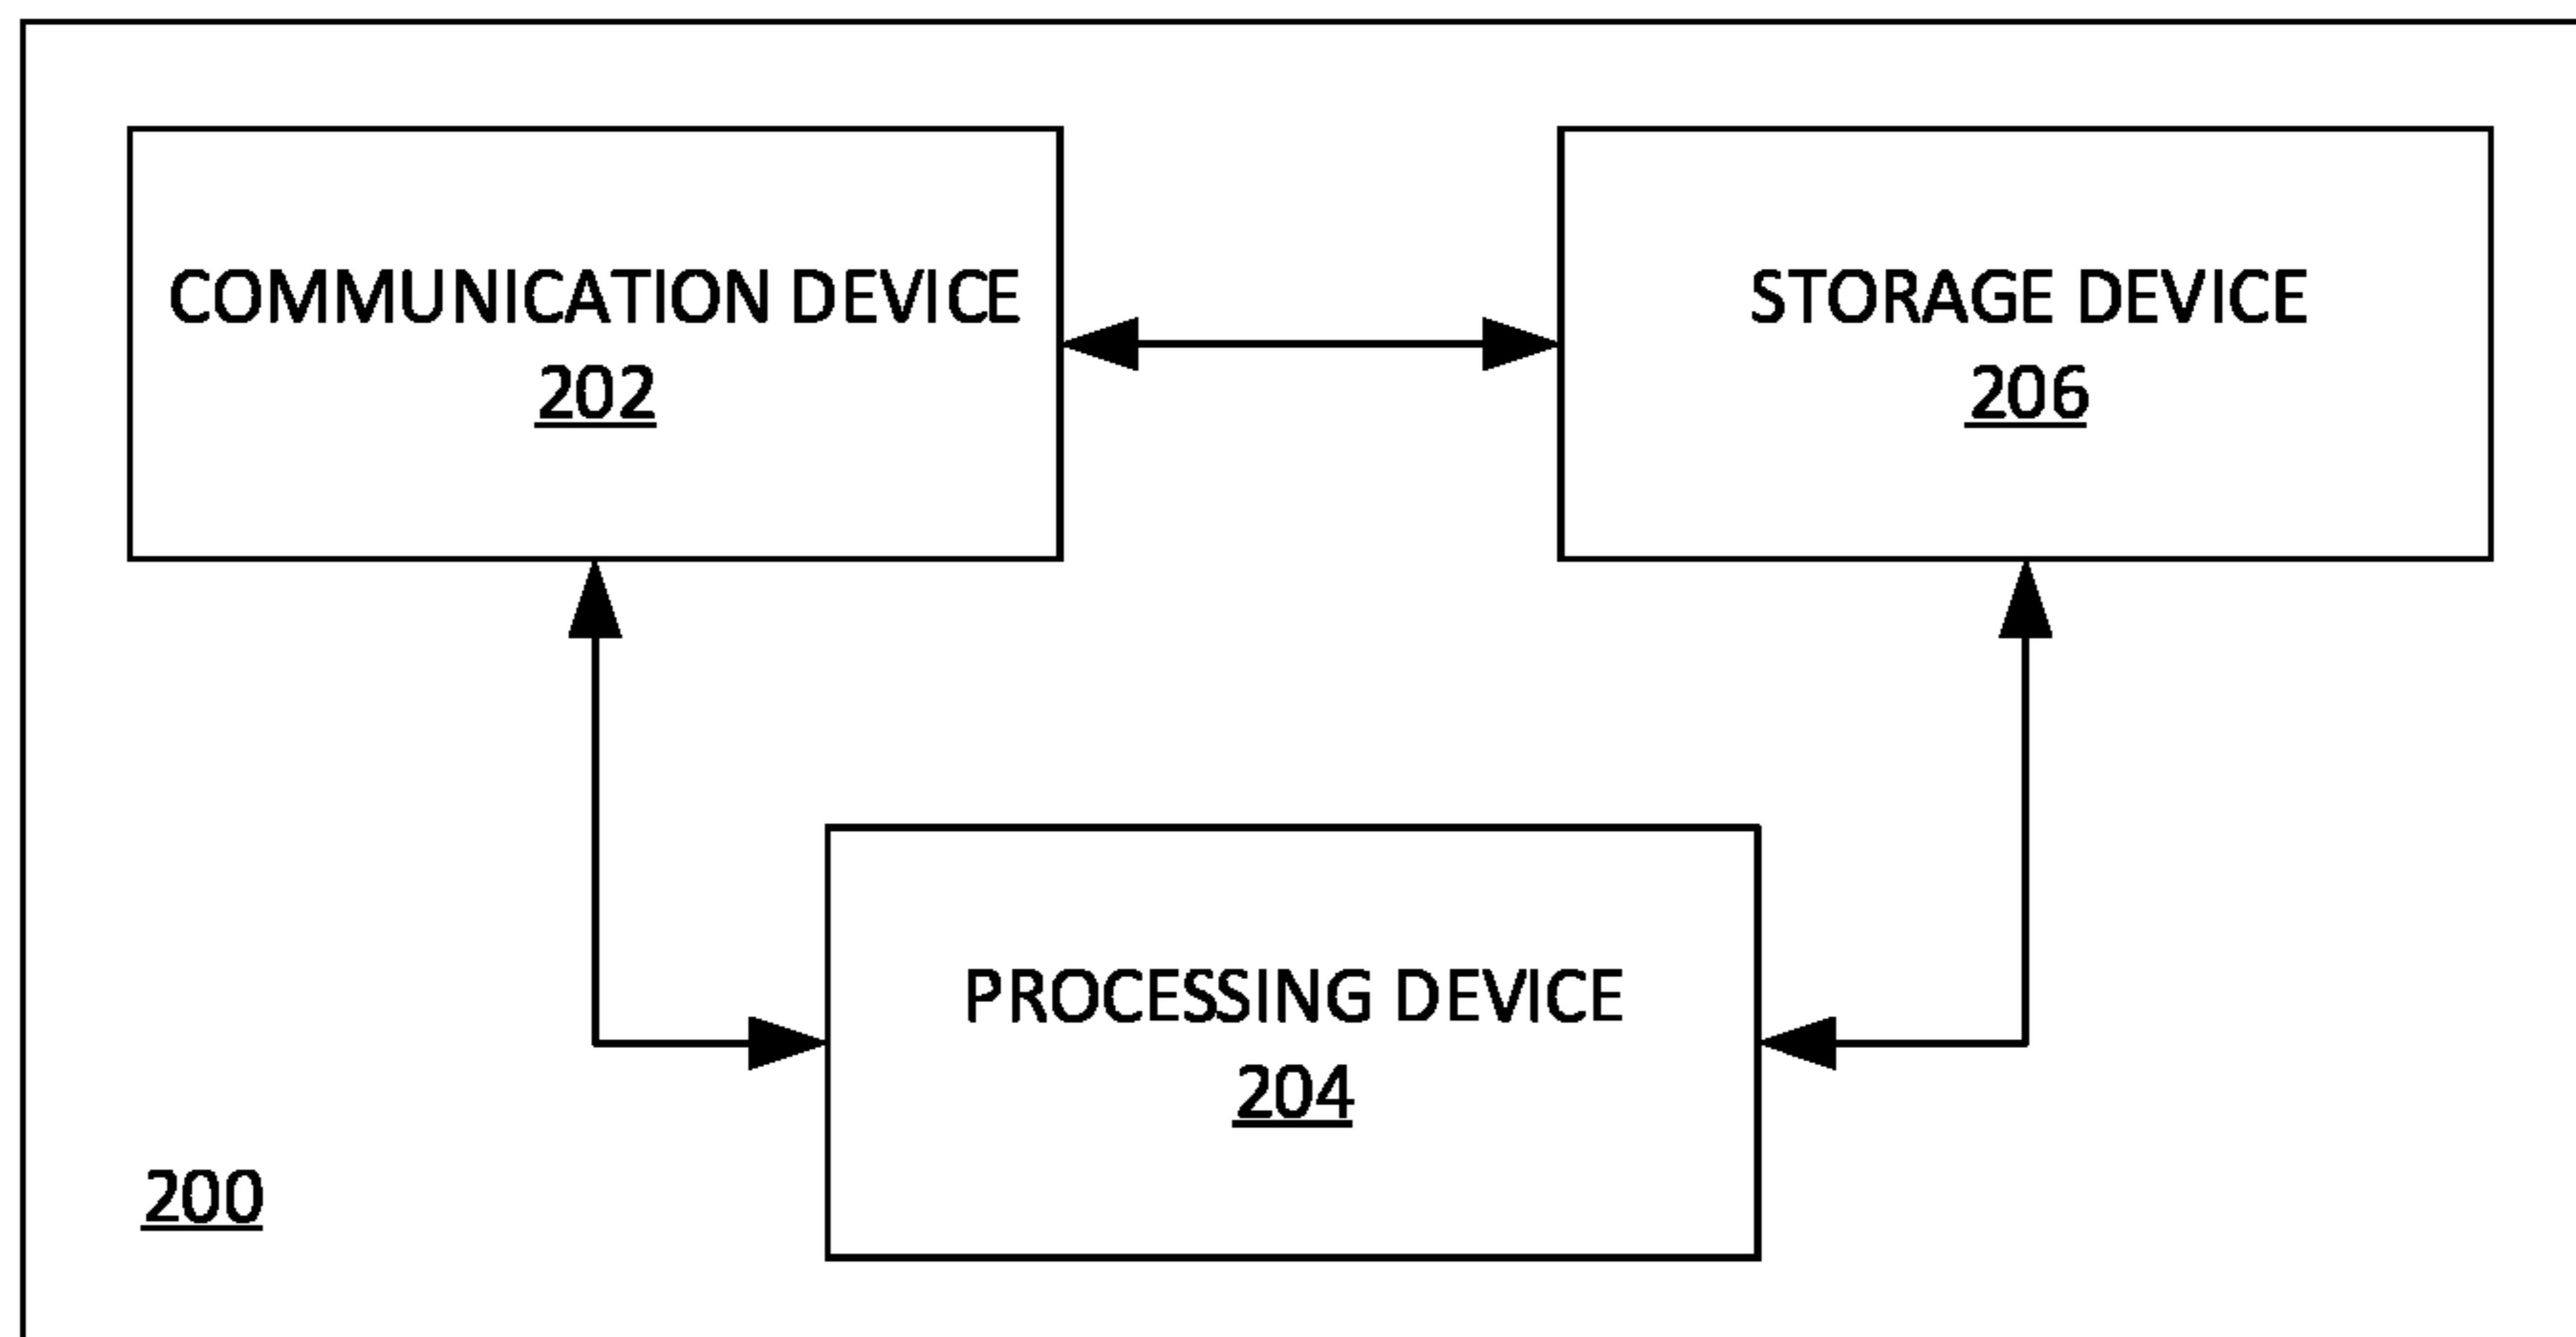 COMMUNICATION DEVICE
202
STORAGE DEVICE
206
PROCESSING DEVICE
204
200